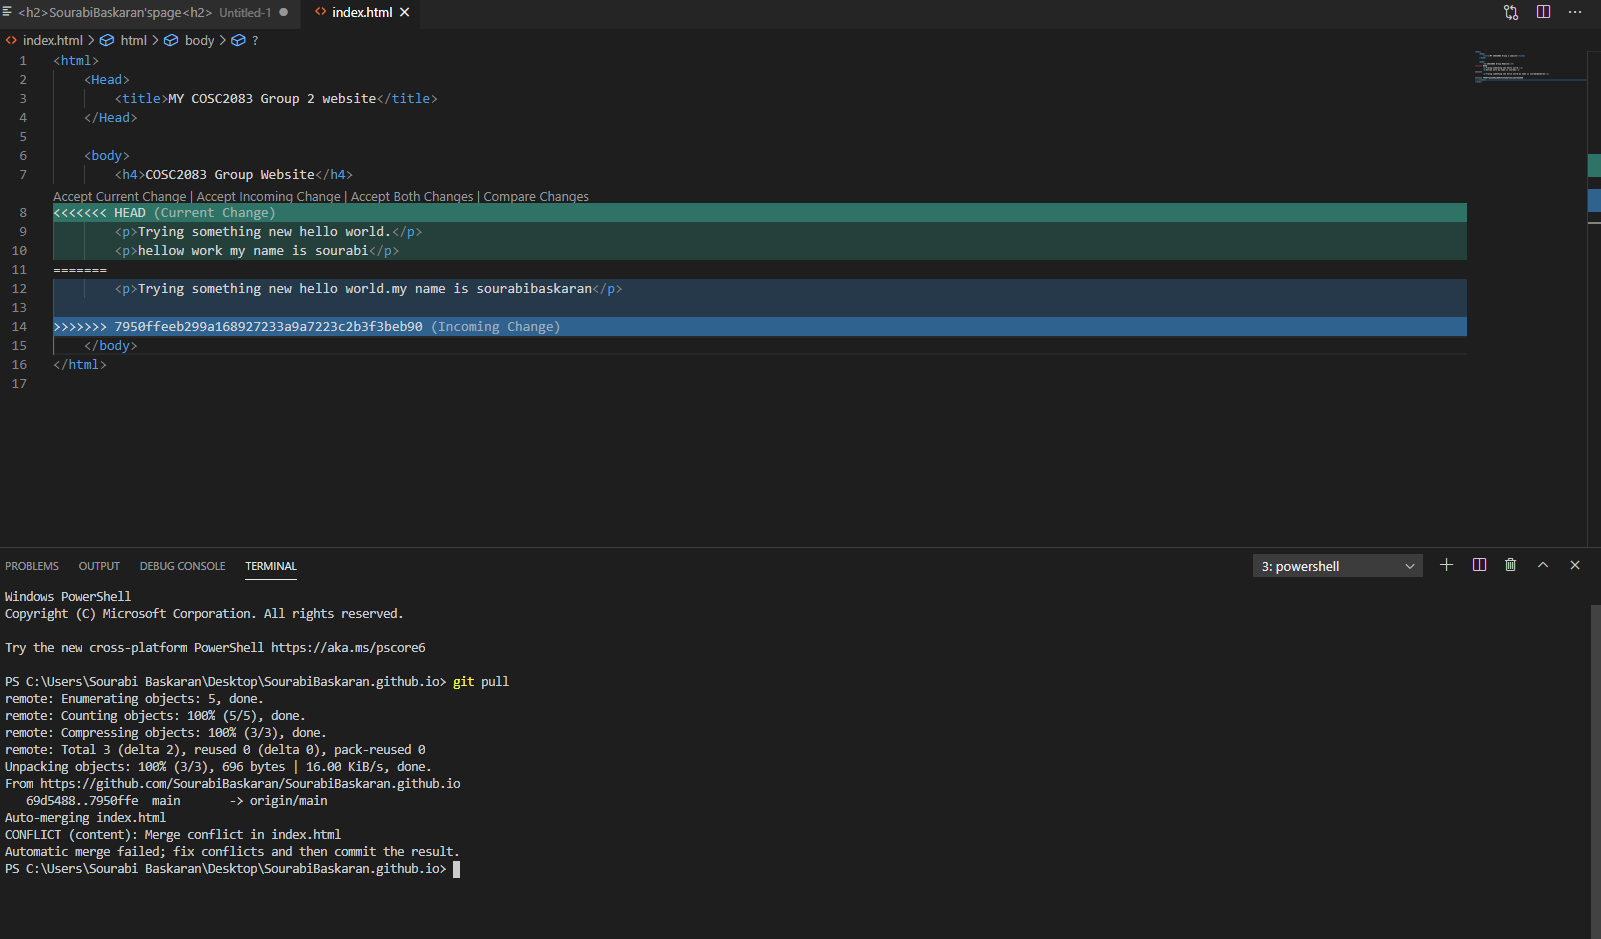 <h2>SourabiBaskaran'spage<h2> Untitled-1 ● <> index.html ×
<> index.html > html > body > ?
1 <html>
2 <Head>
3 <title>MY COSC2083 Group 2 website</title>
4 </Head>
5
6 <body>
7 <h4>COSC2083 Group Website</h4>
Accept Current Change | Accept Incoming Change | Accept Both Changes | Compare Changes
8 <<<<<<< HEAD (Current Change)
9 <p>Trying something new hello world.</p>
10 <p>hellow work my name is sourabi</p>
11 =======
12 <p>Trying something new hello world.my name is sourabibaskaran</p>
13
14 >>>>>>> 7950ffeeb299a168927233a9a7223c2b3f3beb90 (Incoming Change)
15 </body>
16 </html>
17
PROBLEMS OUTPUT DEBUG CONSOLE TERMINAL 3: powershell
Windows PowerShell
Copyright (C) Microsoft Corporation. All rights reserved.
Try the new cross-platform PowerShell https://aka.ms/pscore6
PS C:\Users\Sourabi Baskaran\Desktop\SourabiBaskaran.github.io> git pull
remote: Enumerating objects: 5, done.
remote: Counting objects: 100% (5/5), done.
remote: Compressing objects: 100% (3/3), done.
remote: Total 3 (delta 2), reused 0 (delta 0), pack-reused 0
Unpacking objects: 100% (3/3), 696 bytes | 16.00 KiB/s, done.
From https://github.com/SourabiBaskaran/SourabiBaskaran.github.io
69d5488..7950ffe main -> origin/main
Auto-merging index.html
CONFLICT (content): Merge conflict in index.html
Automatic merge failed; fix conflicts and then commit the result.
PS C:\Users\Sourabi Baskaran\Desktop\SourabiBaskaran.github.io>